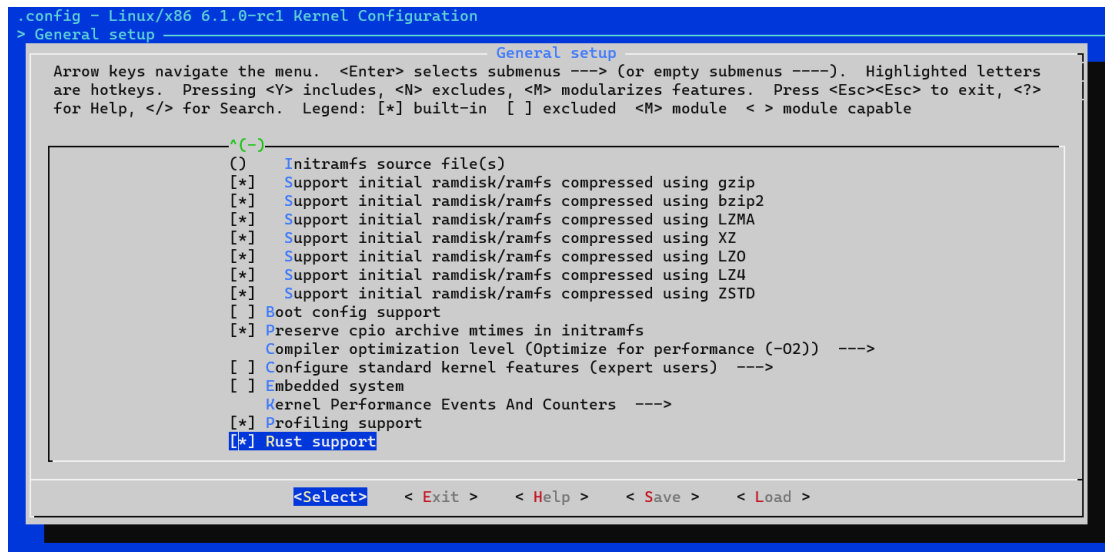 .config - Linux/x86 6.1.0-rc1 Kernel Configuration
> General setup
General setup
Arrow keys navigate the menu.  <Enter> selects submenus ---> (or empty submenus ----).  Highlighted letters
are hotkeys.  Pressing <Y> includes, <N> excludes, <M> modularizes features.  Press <Esc><Esc> to exit, <?>
for Help, </> for Search.  Legend: [*] built-in  [ ] excluded  <M> module  < > module capable
^(-)
()    Initramfs source file(s)
[*]   Support initial ramdisk/ramfs compressed using gzip
[*]   Support initial ramdisk/ramfs compressed using bzip2
[*]   Support initial ramdisk/ramfs compressed using LZMA
[*]   Support initial ramdisk/ramfs compressed using XZ
[*]   Support initial ramdisk/ramfs compressed using LZO
[*]   Support initial ramdisk/ramfs compressed using LZ4
[*]   Support initial ramdisk/ramfs compressed using ZSTD
[ ] Boot config support
[*] Preserve cpio archive mtimes in initramfs
Compiler optimization level (Optimize for performance (-O2))  --->
[ ] Configure standard kernel features (expert users)  --->
[ ] Embedded system
Kernel Performance Events And Counters  --->
[*] Profiling support
[*] Rust support
<Select>    < Exit >    < Help >    < Save >    < Load >